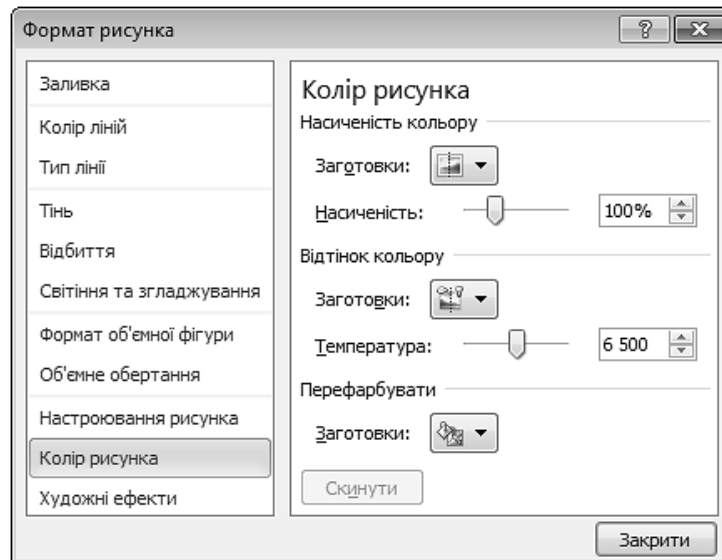 Формат рисунка
Заливка
Колір ліній
Тип лінії
Тінь
Відбиття
Світіння та згладжування
Формат об'ємної фігури
Об'ємне обертання
Настроювання рисунка
Колір рисунка
Художні ефекти
Колір рисунка
Насиченість кольору
Заготовки:
Насиченість: 100%
Відтінок кольору
Заготовки:
Температура: 6 500
Перефарбувати
Заготовки:
Скинути
Закрити